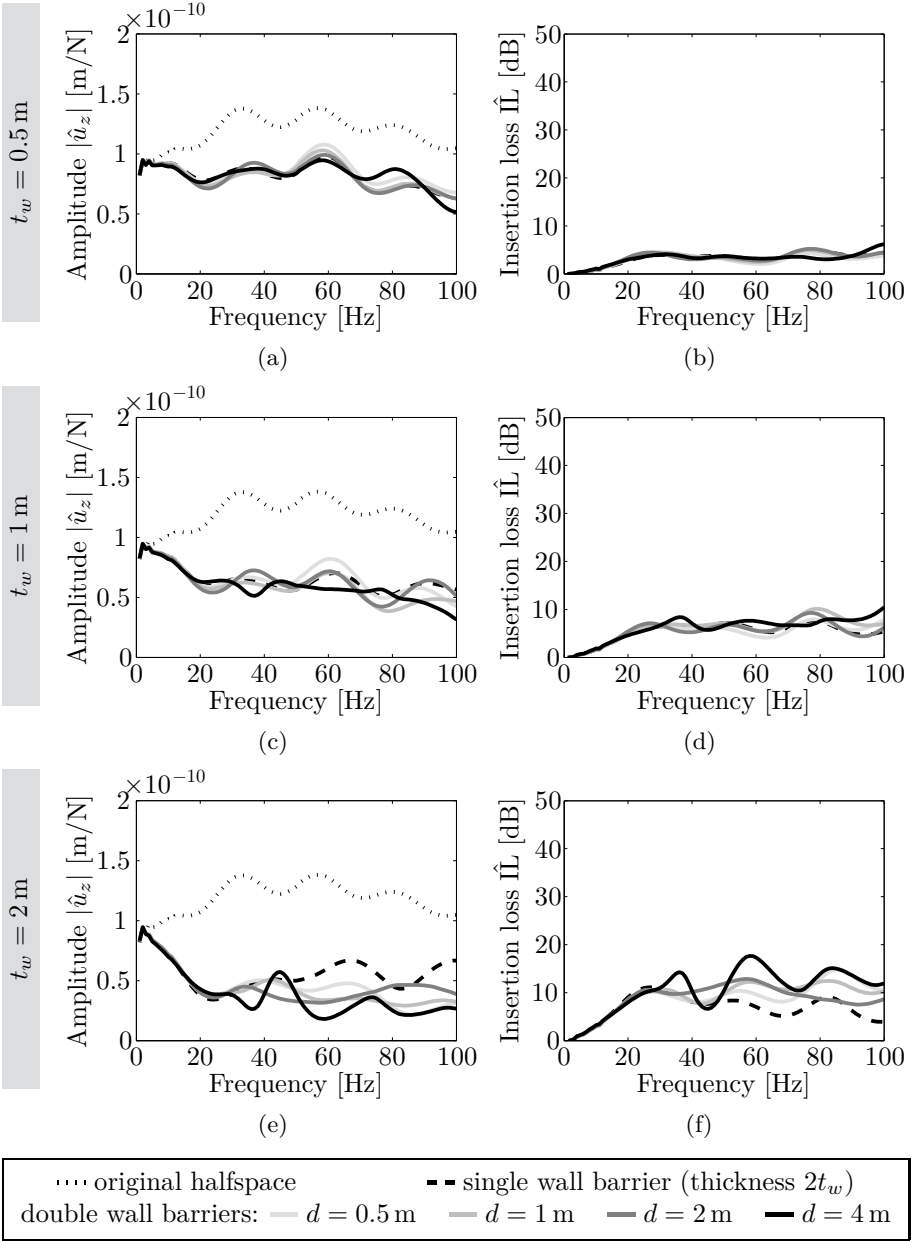 t_w = 0.5 m
×10⁻¹⁰
Amplitude |û_z| [m/N]
2
1.5
1
0.5
0
0 20 40 60 80 100
Frequency [Hz]
(a)
Insertion loss ÎL [dB]
50
40
30
20
10
0
0 20 40 60 80 100
Frequency [Hz]
(b)
t_w = 1 m
×10⁻¹⁰
Amplitude |û_z| [m/N]
2
1.5
1
0.5
0
0 20 40 60 80 100
Frequency [Hz]
(c)
Insertion loss ÎL [dB]
50
40
30
20
10
0
0 20 40 60 80 100
Frequency [Hz]
(d)
t_w = 2 m
×10⁻¹⁰
Amplitude |û_z| [m/N]
2
1.5
1
0.5
0
0 20 40 60 80 100
Frequency [Hz]
(e)
Insertion loss ÎL [dB]
50
40
30
20
10
0
0 20 40 60 80 100
Frequency [Hz]
(f)
original halfspace single wall barrier (thickness 2t_w)
double wall barriers: d = 0.5 m d = 1 m d = 2 m d = 4 m